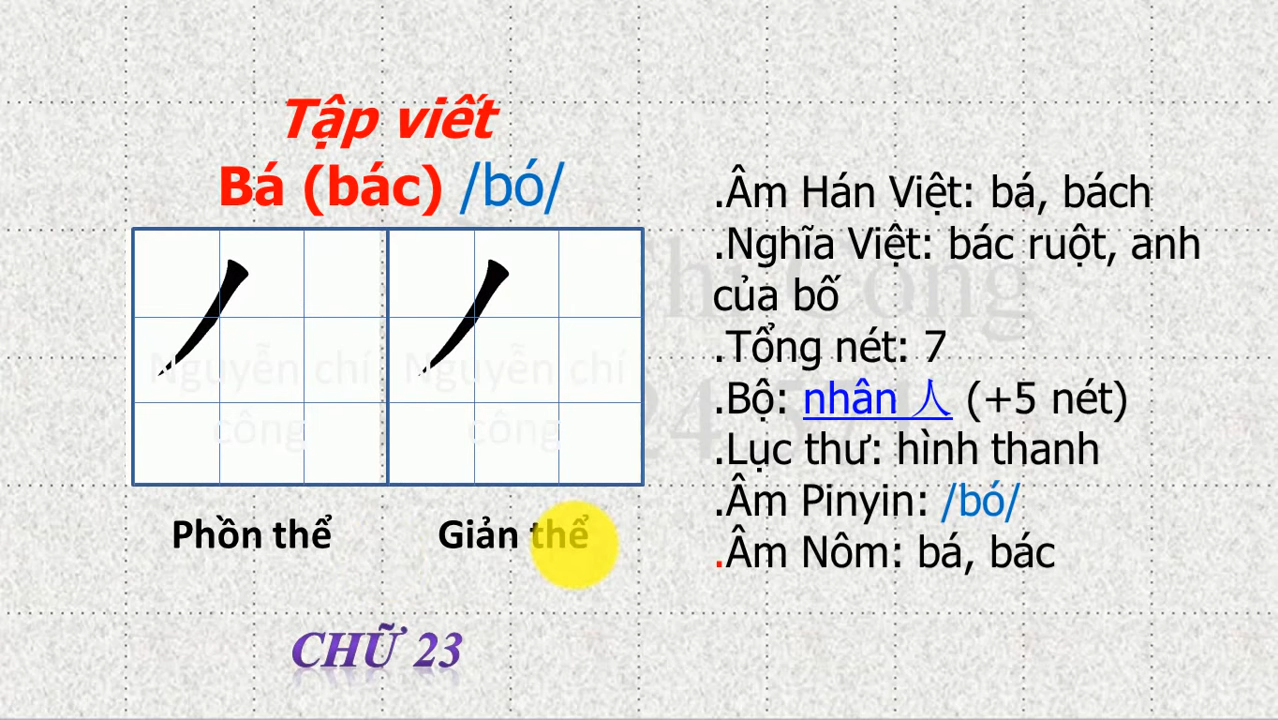 Tập viết
Bá (bác) /bó/
Nguyễn chí
công
Nguyễn chí
công
Phồn thể
Giản thể
CHỮ 23
.Âm Hán Việt: bá, bách
.Nghĩa Việt: bác ruột, anh
của bố
.Tổng nét: 7
.Bộ: nhân 人 (+5 nét)
.Lục thư: hình thanh
.Âm Pinyin: /bó/
.Âm Nôm: bá, bác